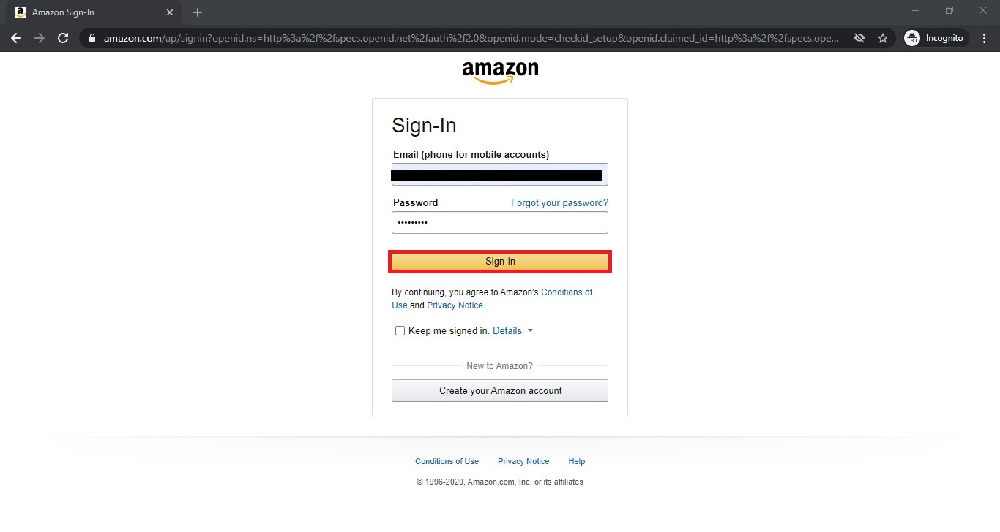 Amazon Sign-In
amazon.com/ap/signin?openid.ns=http%3a%2f%2fspecs.openid.net%2fauth%2f2.0&openid.mode=checkid_setup&openid.claimed_id=http%3a%2f%2fspecs.ope...
Incognito
amazon
Sign-In
Email (phone for mobile accounts)
Password Forgot your password?
•••••••••
Sign-In
By continuing, you agree to Amazon's Conditions of
Use and Privacy Notice.
Keep me signed in. Details
New to Amazon?
Create your Amazon account
Conditions of Use Privacy Notice Help
© 1996-2020, Amazon.com, Inc. or its affiliates